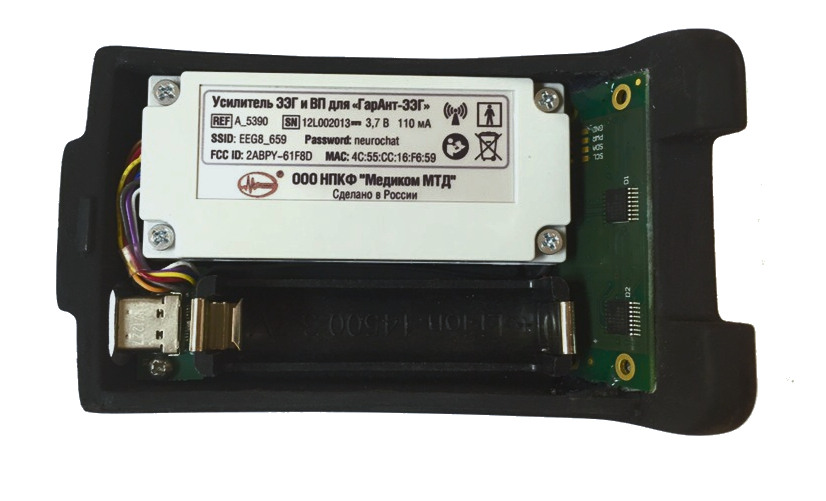 Усилитель ЭЭГ и ВП для «ГарАнт-ЭЭГ»
REF A_5390 SN 12L002013 3,7 В 110 мА
SSID: EEG8_659 Password: neurochat
FCC ID: 2ABPY-61F8D MAC: 4C:55:CC:16:F6:59
® ООО НПКФ "Медиком МТД"
Сделано в России
GND
PWR
SDA
SCL
D1
D2